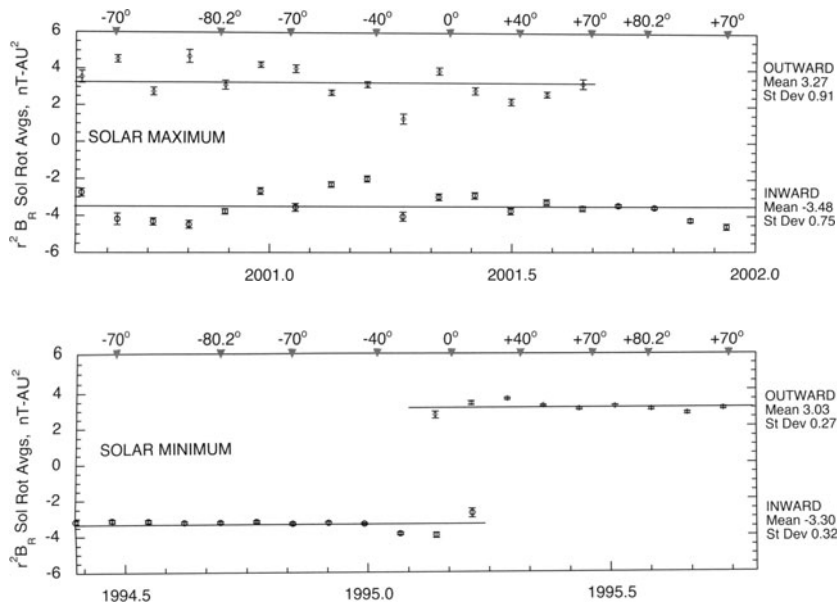 -70° -80.2° -70° -40° 0° +40° +70° +80.2° +70°
6
4
2
0
-2
-4
-6
r² B_R Sol Rot Avgs, nT-AU²
SOLAR MAXIMUM
OUTWARD
Mean 3.27
St Dev 0.91
INWARD
Mean -3.48
St Dev 0.75
2001.0 2001.5 2002.0
-70° -80.2° -70° -40° 0° +40° +70° +80.2° +70°
6
4
2
0
-2
-4
-6
r² B_R Sol Rot Avgs, nT-AU²
SOLAR MINIMUM
OUTWARD
Mean 3.03
St Dev 0.27
INWARD
Mean -3.30
St Dev 0.32
1994.5 1995.0 1995.5